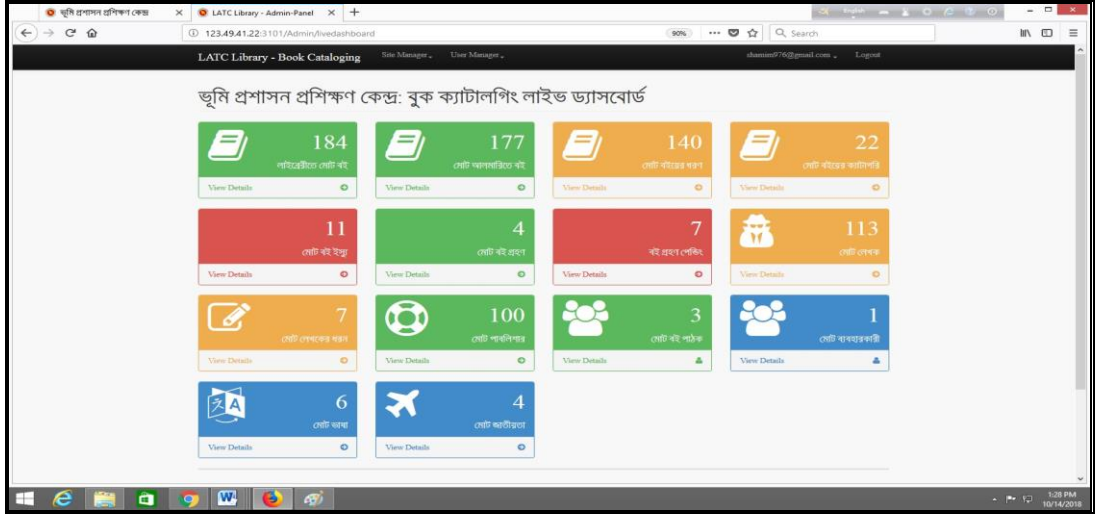 ভূমি প্রশাসন প্রশিক্ষণ কেন্দ্র
LATC Library - Admin-Panel
123.49.41.22:3101/Admin/livedashboard
90%
Search
LATC Library - Book Cataloging Site Manager User Manager shamim976@gmail.com Logout
ভূমি প্রশাসন প্রশিক্ষণ কেন্দ্র: বুক ক্যাটালগিং লাইভ ড্যাসবোর্ড
184 177 140 22
লাইব্রেরীতে মোট বই মোট আলমারিতে বই মোট বইয়ের ধরণ মোট বইয়ের ক্যাটাগরি
View Details View Details View Details View Details
11 4 7 113
মোট বই ইস্যু মোট বই গ্রহণ বই গ্রহণ পেন্ডিং মোট লেখক
View Details View Details View Details View Details
7 100 3 1
মোট লেখকের ধরন মোট পাবলিশার মোট বই পাঠক মোট ব্যবহারকারী
View Details View Details View Details View Details
6 4
মোট ভাষা মোট জাতীয়তা
View Details View Details
1:28 PM
10/14/2018